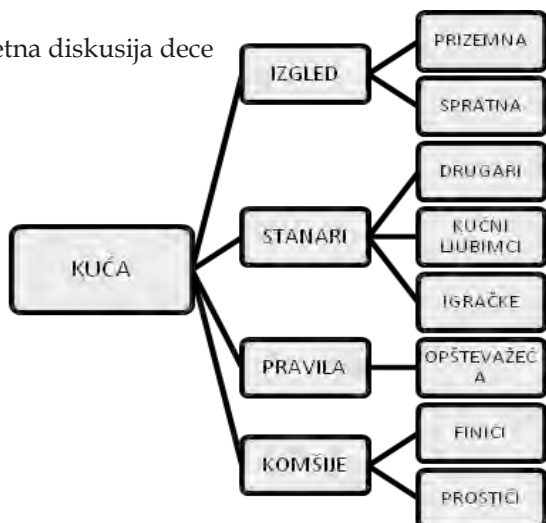 etna diskusija dece
KUĆA
IZGLED
PRIZEMNA
SPRATNA
STANARI
DRUGARI
KUĆNI
LJUBIMCI
IGRAČKE
PRAVILA
OPŠTEVAŽEĆ
A
KOMŠIJE
FINIĆI
PROSTIĆI